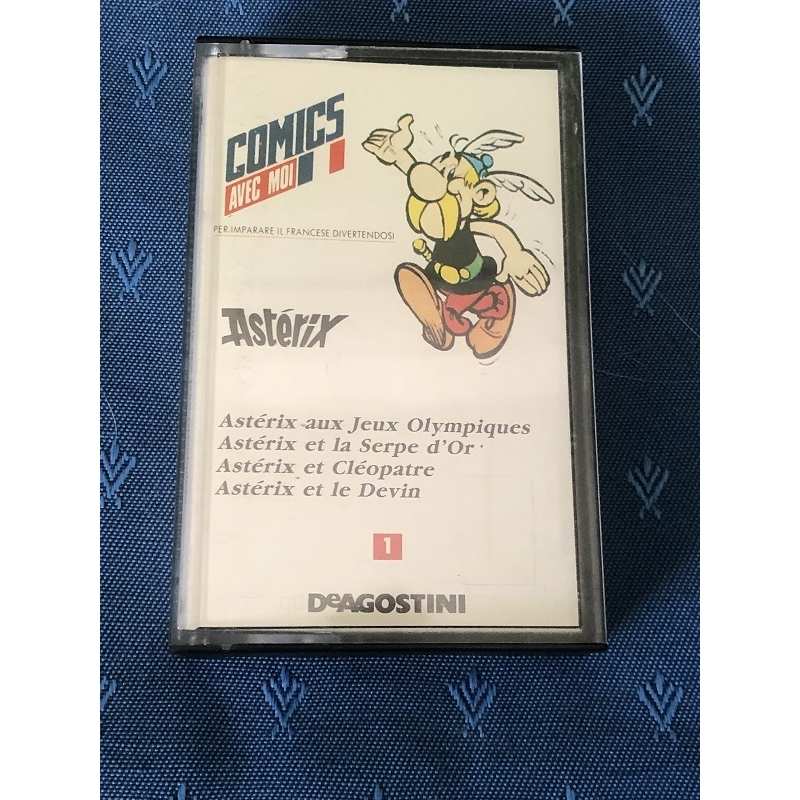 COMICS
AVEC MOI
PER IMPARARE IL FRANCESE DIVERTENDOSI
Astérix
Astérix aux Jeux Olympiques
Astérix et la Serpe d'Or
Astérix et Cléopatre
Astérix et le Devin
1
DeAGOSTINI